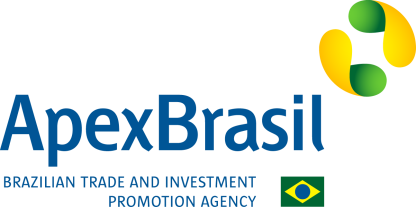 ApexBrasil
BRAZILIAN TRADE AND INVESTMENT
PROMOTION AGENCY